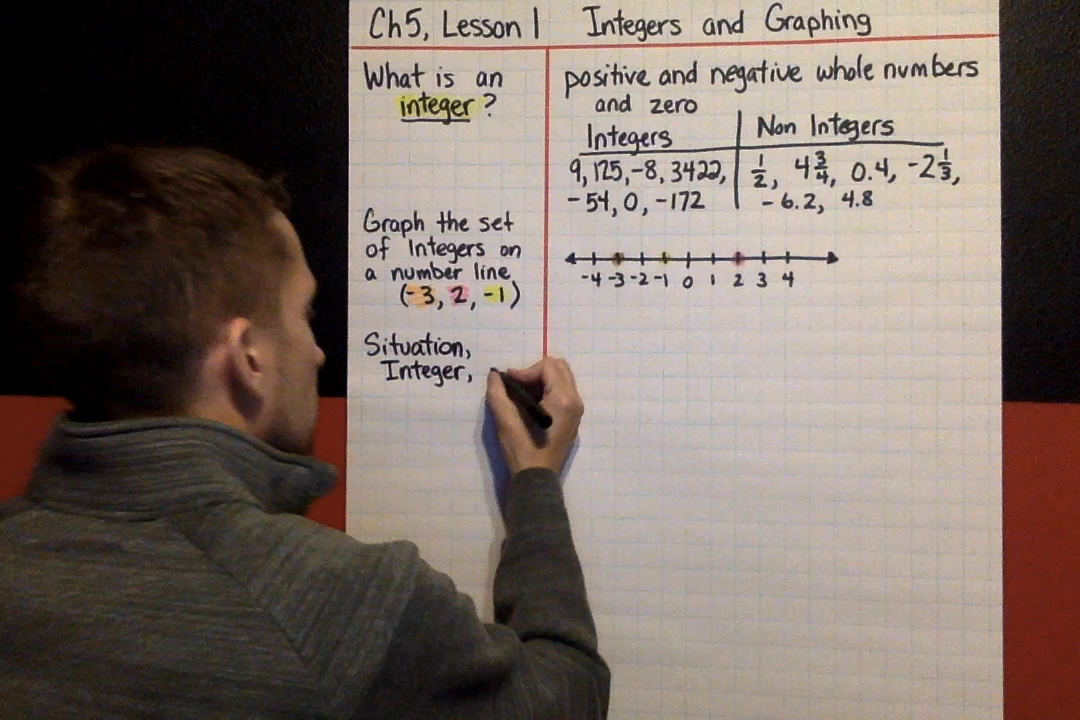 Ch5, Lesson 1 Integers and Graphing
What is an
integer?
positive and negative whole numbers
and zero
Integers
Non Integers
9, 125, -8, 3422,
-54, 0, -172
1/2, 4 3/4, 0.4, -2 1/3,
-6.2, 4.8
Graph the set
of Integers on
a number line
(-3, 2, -1)
-4 -3 -2 -1 0 1 2 3 4
Situation,
Integer,